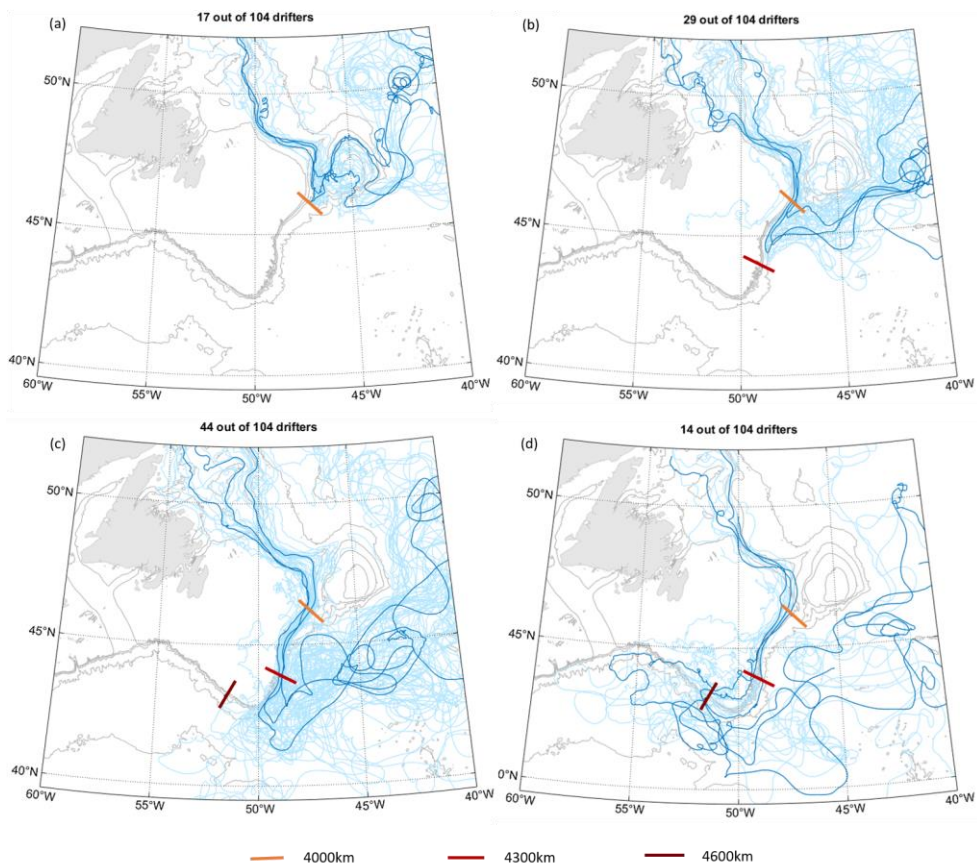 (a)
17 out of 104 drifters
50°N
45°N
40°N
60°W
55°W
50°W
45°W
40°W
(b)
29 out of 104 drifters
50°N
45°N
40°N
60°W
55°W
50°W
45°W
40°W
(c)
44 out of 104 drifters
50°N
45°N
40°N
60°W
55°W
50°W
45°W
40°W
(d)
14 out of 104 drifters
50°N
45°N
0°N
60°W
55°W
50°W
45°W
40°W
4000km 4300km 4600km